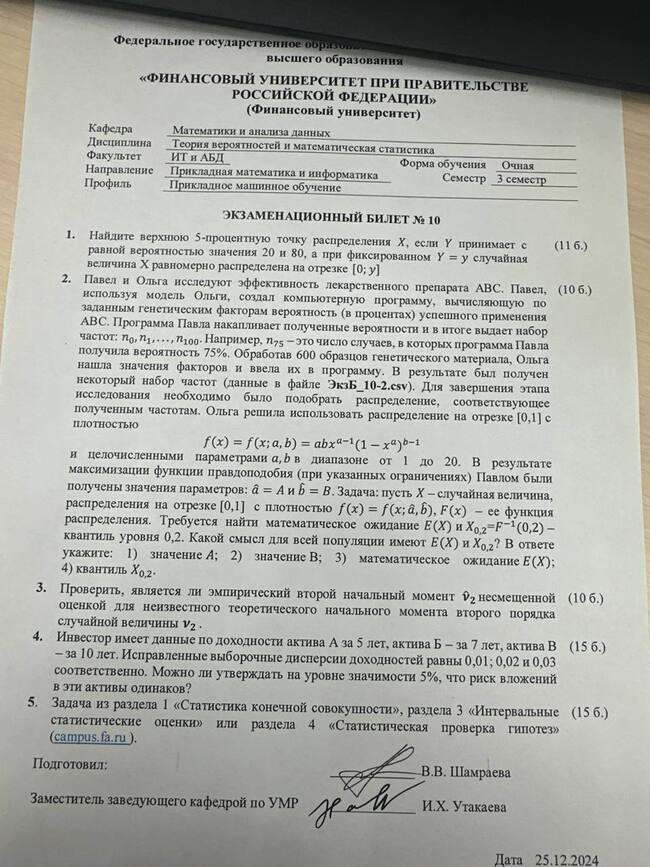 Федеральное государственное
высшего образования
«ФИНАНСОВЫЙ УНИВЕРСИТЕТ ПРИ ПРАВИТЕЛЬСТВЕ
РОССИЙСКОЙ ФЕДЕРАЦИИ»
(Финансовый университет)
Кафедра Математики и анализа данных
Дисциплина Теория вероятностей и математическая статистика
Факультет ИТ и АБД Форма обучения Очная
Направление Прикладная математика и информатика Семестр 3 семестр
Профиль Прикладное машинное обучение
ЭКЗАМЕНАЦИОННЫЙ БИЛЕТ № 10
1. Найдите верхнюю 5-процентную точку распределения X, если Y принимает с (11 б.)
равной вероятностью значения 20 и 80, а при фиксированном Y = y случайная
величина X равномерно распределена на отрезке [0; y]
2. Павел и Ольга исследуют эффективность лекарственного препарата ABC. Павел, (10 б.)
используя модель Ольги, создал компьютерную программу, вычисляющую по
заданным генетическим факторам вероятность (в процентах) успешного применения
ABC. Программа Павла накапливает полученные вероятности и в итоге выдает набор
частот: n₀, n₁, ..., n₁₀₀. Например, n₇₅ – это число случаев, в которых программа Павла
получила вероятность 75%. Обработав 600 образцов генетического материала, Ольга
нашла значения факторов и ввела их в программу. В результате был получен
некоторый набор частот (данные в файле ЭкзБ_10-2.csv). Для завершения этапа
исследования необходимо было подобрать распределение, соответствующее
полученным частотам. Ольга решила использовать распределение на отрезке [0,1] с
плотностью
f(x) = f(x; a, b) = abxᵃ⁻¹(1 − xᵃ)ᵇ⁻¹
и целочисленными параметрами a, b в диапазоне от 1 до 20. В результате
максимизации функции правдоподобия (при указанных ограничениях) Павлом были
получены значения параметров: â = A и b̂ = B. Задача: пусть X – случайная величина,
распределения на отрезке [0,1] с плотностью f(x) = f(x; â, b̂), F(x) – ее функция
распределения. Требуется найти математическое ожидание E(X) и X₀,₂=F⁻¹(0,2) –
квантиль уровня 0,2. Какой смысл для всей популяции имеют E(X) и X₀,₂? В ответе
укажите: 1) значение A; 2) значение B; 3) математическое ожидание E(X);
4) квантиль X₀,₂.
3. Проверить, является ли эмпирический второй начальный момент ν̂₂ несмещенной (10 б.)
оценкой для неизвестного теоретического начального момента второго порядка
случайной величины ν₂ .
4. Инвестор имеет данные по доходности актива А за 5 лет, актива Б – за 7 лет, актива В (15 б.)
– за 10 лет. Исправленные выборочные дисперсии доходностей равны 0,01; 0,02 и 0,03
соответственно. Можно ли утверждать на уровне значимости 5%, что риск вложений
в эти активы одинаков?
5. Задача из раздела 1 «Статистика конечной совокупности», раздела 3 «Интервальные (15 б.)
статистические оценки» или раздела 4 «Статистическая проверка гипотез»
(campus.fa.ru ).
Подготовил: В.В. Шамраева
Заместитель заведующего кафедрой по УМР И.Х. Утакаева
Дата 25.12.2024